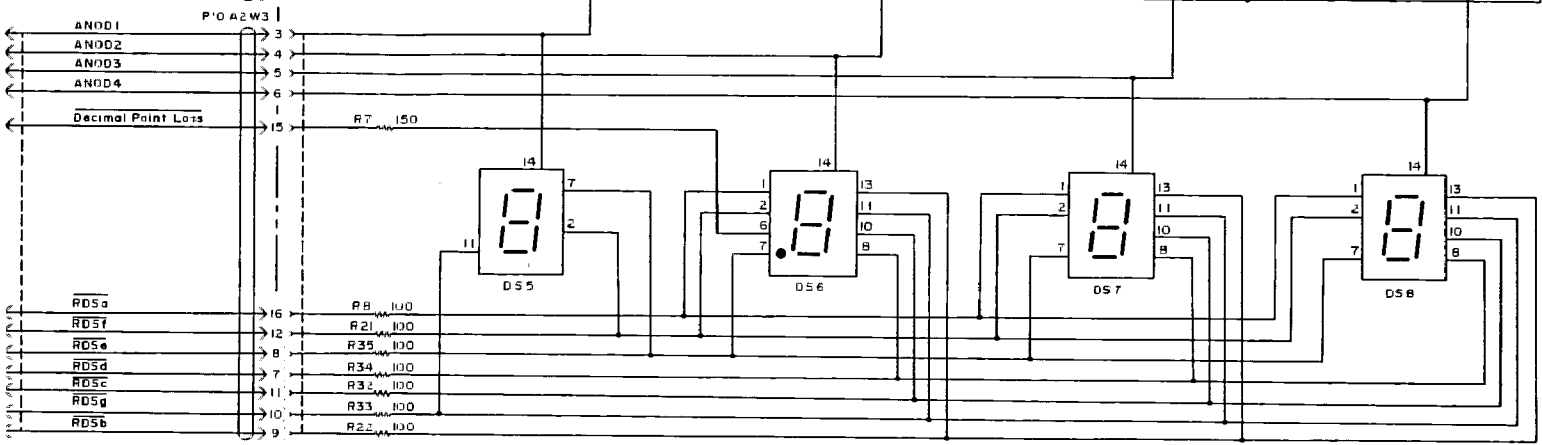 P/O A2W3
ANOD1 3
ANOD2 4
ANOD3 5
ANOD4 6
Decimal Point Loss 15 R7 150
14 14 14 14
7 1 13 1 13 1 13
2 2 11 2 11 2 11
11 6 10 10 10
7 8 7 8 7 8
DS5 DS6 DS7 DS8
RDSa 16 R8 100
RDSf 12 R21 100
RDSe 8 R35 100
RDSd 7 R34 100
RDSc 11 R32 100
RDSg 10 R33 100
RDSb 9 R22 100